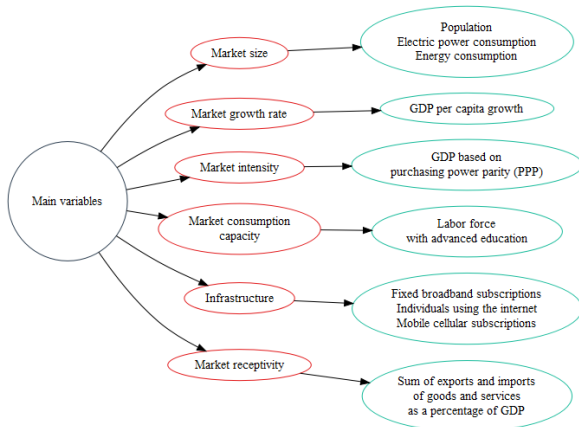 Main variables
Market size
Population
Electric power consumption
Energy consumption
Market growth rate
GDP per capita growth
Market intensity
GDP based on
purchasing power parity (PPP)
Market consumption
capacity
Labor force
with advanced education
Infrastructure
Fixed broadband subscriptions
Individuals using the internet
Mobile cellular subscriptions
Market receptivity
Sum of exports and imports
of goods and services
as a percentage of GDP